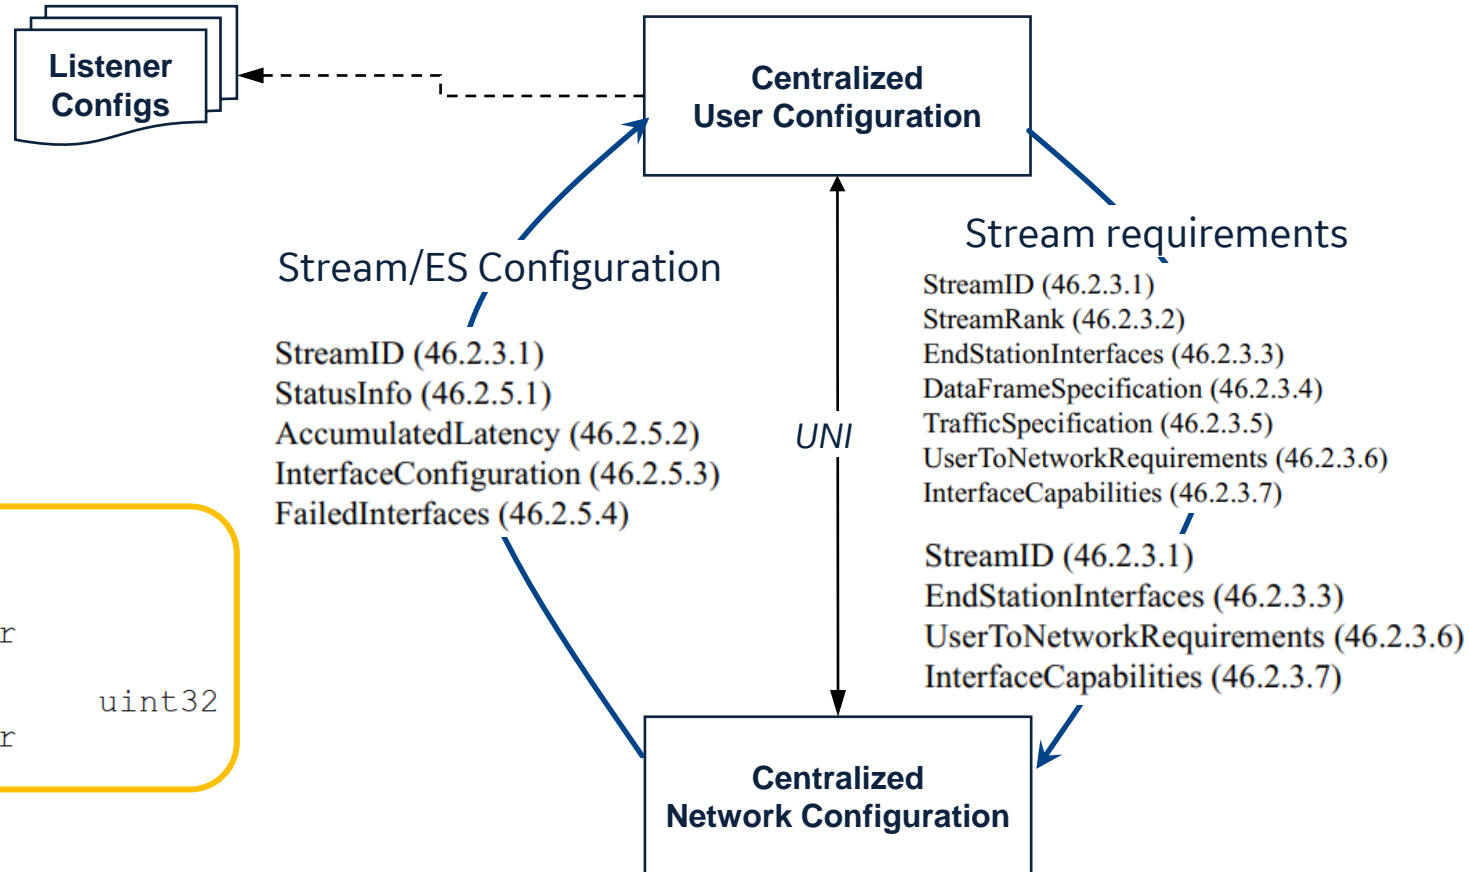 Listener
Configs
Centralized
User Configuration
Stream/ES Configuration
StreamID (46.2.3.1)
StatusInfo (46.2.5.1)
AccumulatedLatency (46.2.5.2)
InterfaceConfiguration (46.2.5.3)
FailedInterfaces (46.2.5.4)
UNI
Stream requirements
StreamID (46.2.3.1)
StreamRank (46.2.3.2)
EndStationInterfaces (46.2.3.3)
DataFrameSpecification (46.2.3.4)
TrafficSpecification (46.2.3.5)
UserToNetworkRequirements (46.2.3.6)
InterfaceCapabilities (46.2.3.7)
StreamID (46.2.3.1)
EndStationInterfaces (46.2.3.3)
UserToNetworkRequirements (46.2.3.6)
InterfaceCapabilities (46.2.3.7)
r
uint32
r
Centralized
Network Configuration